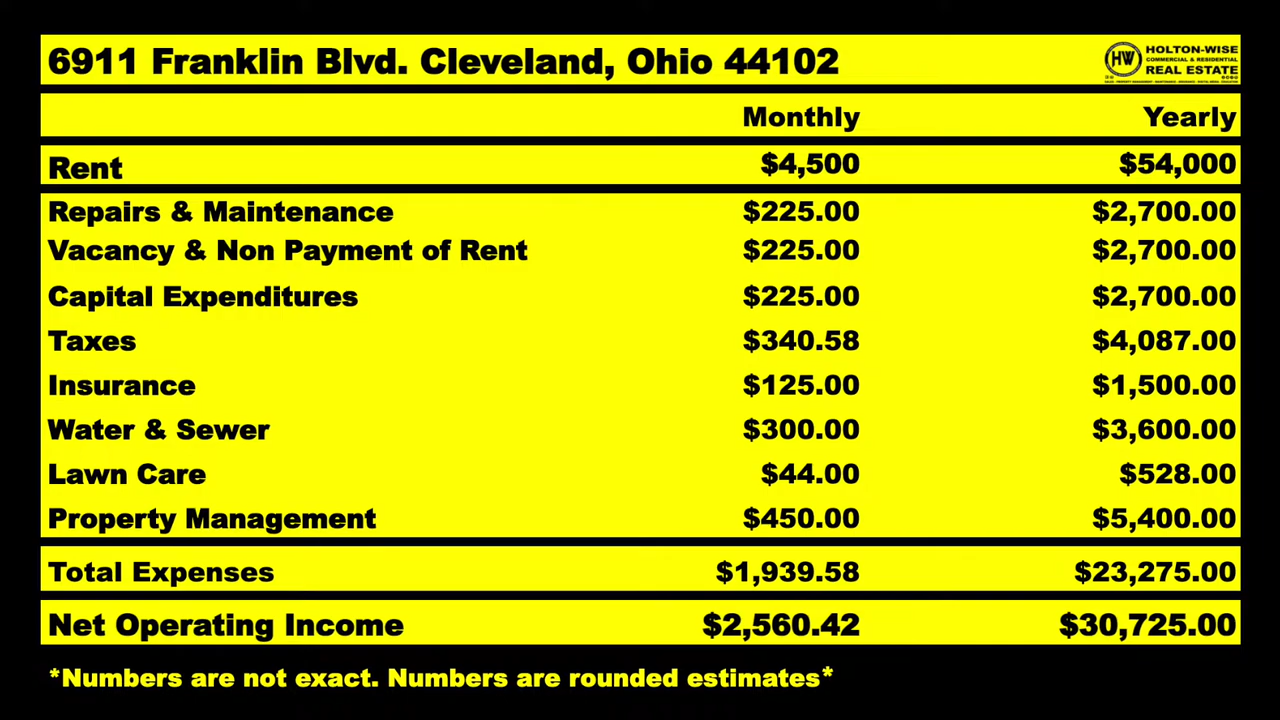 6911 Franklin Blvd. Cleveland, Ohio 44102
HW
HOLTON-WISE
COMMERCIAL & RESIDENTIAL
REAL ESTATE
Monthly Yearly
Rent $4,500 $54,000
Repairs & Maintenance $225.00 $2,700.00
Vacancy & Non Payment of Rent $225.00 $2,700.00
Capital Expenditures $225.00 $2,700.00
Taxes $340.58 $4,087.00
Insurance $125.00 $1,500.00
Water & Sewer $300.00 $3,600.00
Lawn Care $44.00 $528.00
Property Management $450.00 $5,400.00
Total Expenses $1,939.58 $23,275.00
Net Operating Income $2,560.42 $30,725.00
*Numbers are not exact. Numbers are rounded estimates*